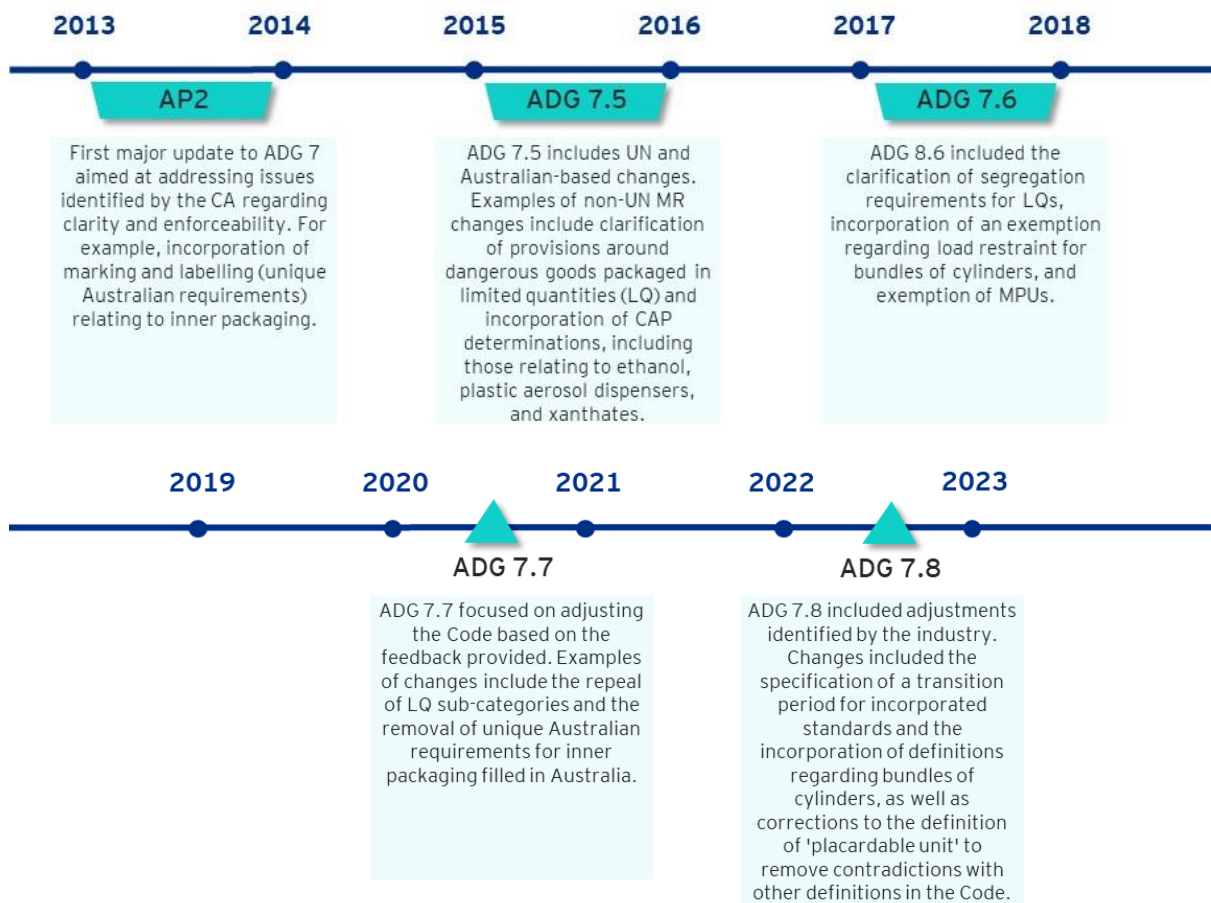 2013
2014
2015
2016
2017
2018
AP2
ADG 7.5
ADG 7.6
First major update to ADG 7
aimed at addressing issues
identified by the CA regarding
clarity and enforceability. For
example, incorporation of
marking and labelling (unique
Australian requirements)
relating to inner packaging.
ADG 7.5 includes UN and
Australian-based changes.
Examples of non-UN MR
changes include clarification
of provisions around
dangerous goods packaged in
limited quantities (LQ) and
incorporation of CAP
determinations, including
those relating to ethanol,
plastic aerosol dispensers,
and xanthates.
ADG 8.6 included the
clarification of segregation
requirements for LQs,
incorporation of an exemption
regarding load restraint for
bundles of cylinders, and
exemption of MPUs.
2019
2020
2021
2022
2023
ADG 7.7
ADG 7.8
ADG 7.7 focused on adjusting
the Code based on the
feedback provided. Examples
of changes include the repeal
of LQ sub-categories and the
removal of unique Australian
requirements for inner
packaging filled in Australia.
ADG 7.8 included adjustments
identified by the industry.
Changes included the
specification of a transition
period for incorporated
standards and the
incorporation of definitions
regarding bundles of
cylinders, as well as
corrections to the definition
of 'placardable unit' to
remove contradictions with
other definitions in the Code.